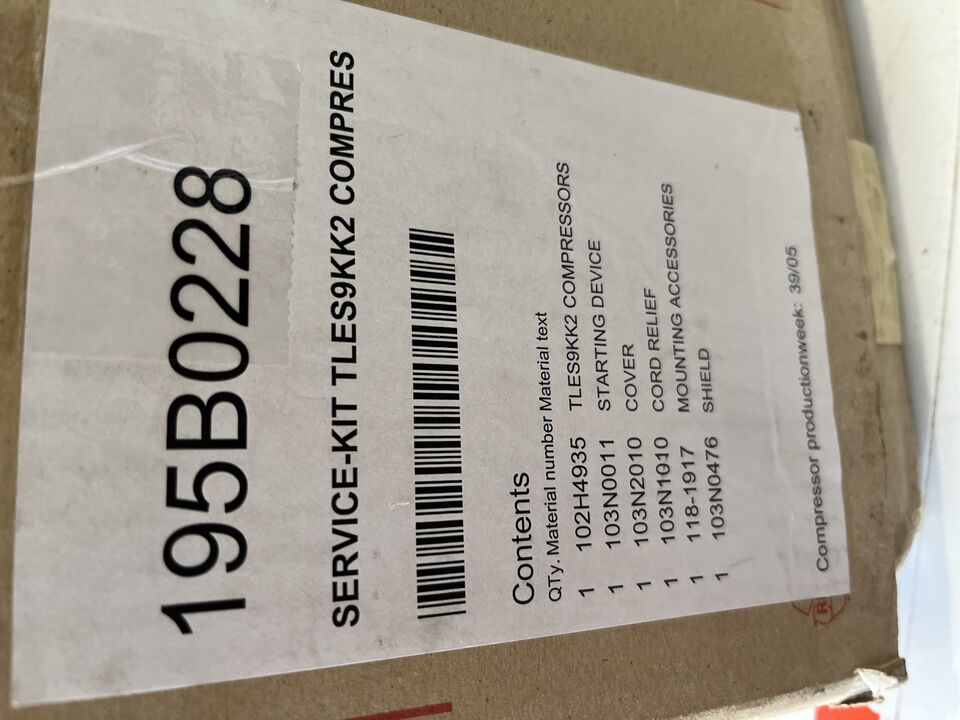 195B0228
SERVICE-KIT TLES9KK2 COMPRES
Contents
QTy. Material number Material text
1 102H4935 TLES9KK2 COMPRESSORS
1 103N0011 STARTING DEVICE
1 103N2010 COVER
1 103N1010 CORD RELIEF
1 118-1917 MOUNTING ACCESSORIES
1 103N0476 SHIELD
Compressor productionweek: 39/05